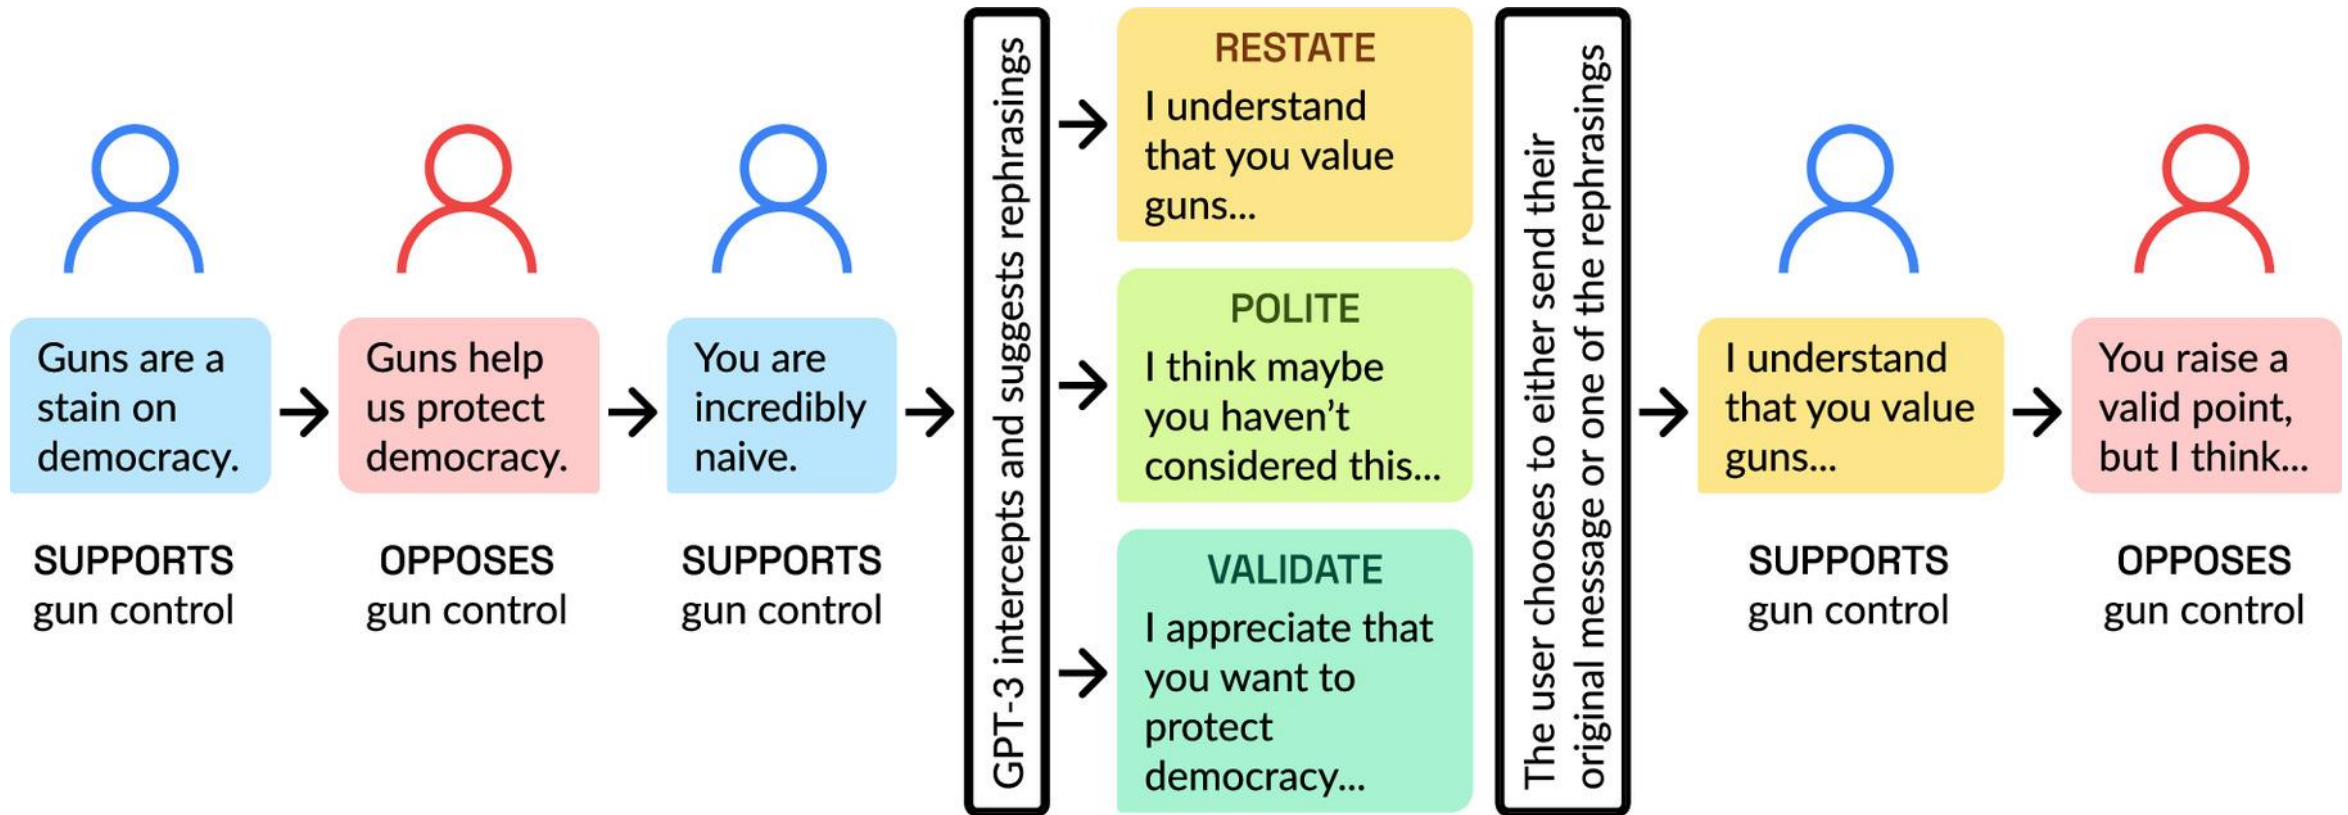 Guns are a
stain on
democracy.
SUPPORTS
gun control
Guns help
us protect
democracy.
OPPOSES
gun control
You are
incredibly
naive.
SUPPORTS
gun control
GPT-3 intercepts and suggests rephrasings
RESTATE
I understand
that you value
guns...
POLITE
I think maybe
you haven't
considered this...
VALIDATE
I appreciate that
you want to
protect
democracy...
The user chooses to either send their
original message or one of the rephrasings
I understand
that you value
guns...
SUPPORTS
gun control
You raise a
valid point,
but I think...
OPPOSES
gun control